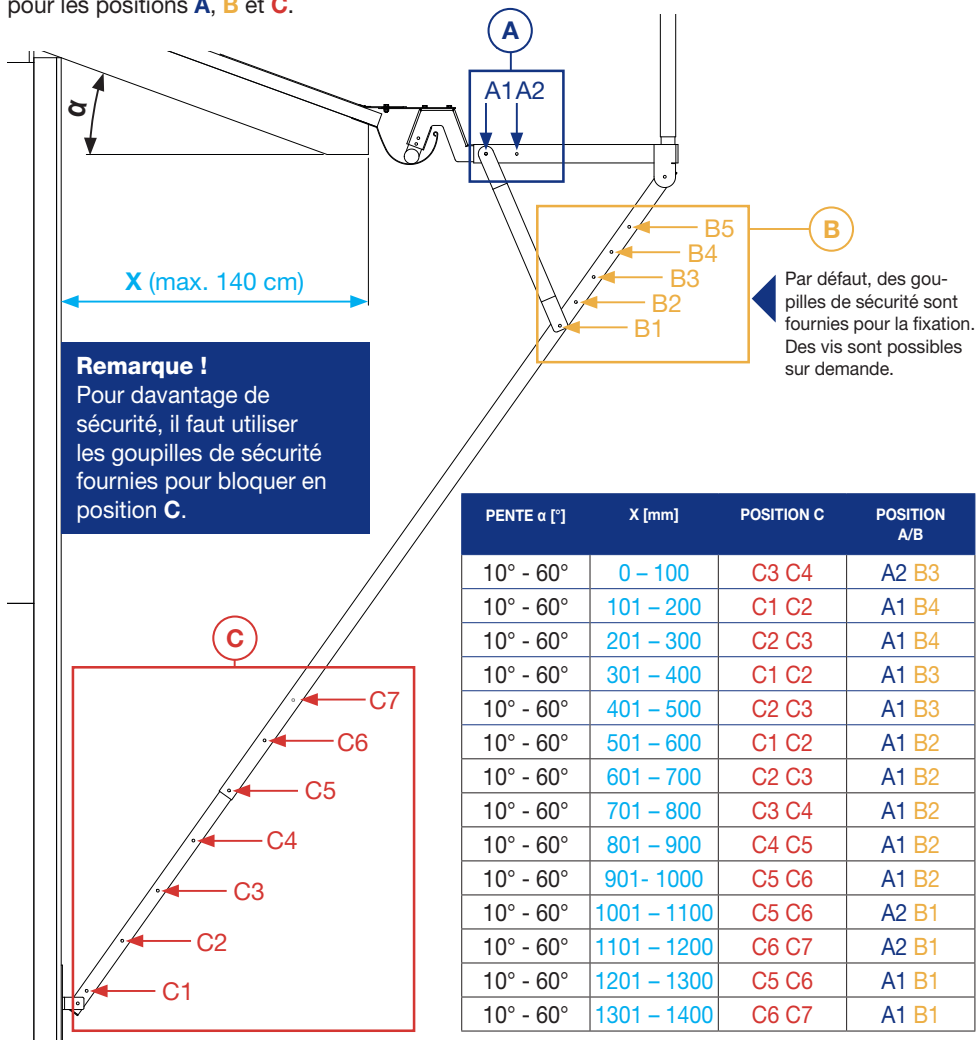 pour les positions A, B et C.
A
A1 A2
α
B5
B
B4
B3
B2
B1
X (max. 140 cm)
Par défaut, des gou-
pilles de sécurité sont
fournies pour la fixation.
Des vis sont possibles
sur demande.
Remarque !
Pour davantage de
sécurité, il faut utiliser
les goupilles de sécurité
fournies pour bloquer en
position C.
C
C7
C6
C5
C4
C3
C2
C1
PENTE α [°] X [mm] POSITION C POSITION
A/B
10° - 60° 0 – 100 C3 C4 A2 B3
10° - 60° 101 – 200 C1 C2 A1 B4
10° - 60° 201 – 300 C2 C3 A1 B4
10° - 60° 301 – 400 C1 C2 A1 B3
10° - 60° 401 – 500 C2 C3 A1 B3
10° - 60° 501 – 600 C1 C2 A1 B2
10° - 60° 601 – 700 C2 C3 A1 B2
10° - 60° 701 – 800 C3 C4 A1 B2
10° - 60° 801 – 900 C4 C5 A1 B2
10° - 60° 901- 1000 C5 C6 A1 B2
10° - 60° 1001 – 1100 C5 C6 A2 B1
10° - 60° 1101 – 1200 C6 C7 A2 B1
10° - 60° 1201 – 1300 C5 C6 A1 B1
10° - 60° 1301 – 1400 C6 C7 A1 B1